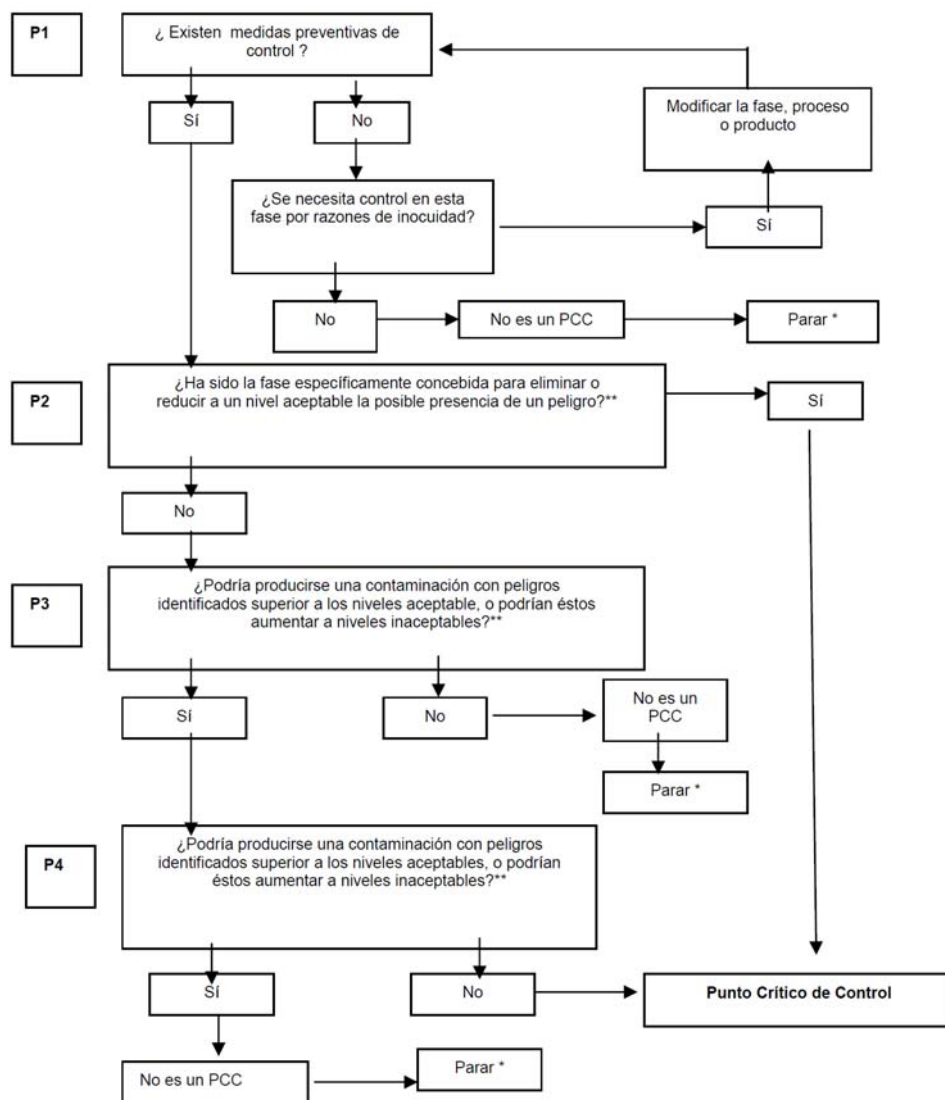 P1
¿ Existen medidas preventivas de
control ?
Modificar la fase, proceso
o producto
Sí
No
¿Se necesita control en esta
fase por razones de inocuidad?
Sí
No
No es un PCC
Parar *
P2
¿Ha sido la fase específicamente concebida para eliminar o
reducir a un nivel aceptable la posible presencia de un peligro?**
Sí
No
P3
¿Podría producirse una contaminación con peligros
identificados superior a los niveles aceptable, o podrían éstos
aumentar a niveles inaceptables?**
Sí
No
No es un
PCC
Parar *
P4
¿Podría producirse una contaminación con peligros
identificados superior a los niveles aceptables, o podrían
éstos aumentar a niveles inaceptables?**
Sí
No
Punto Crítico de Control
No es un PCC
Parar *